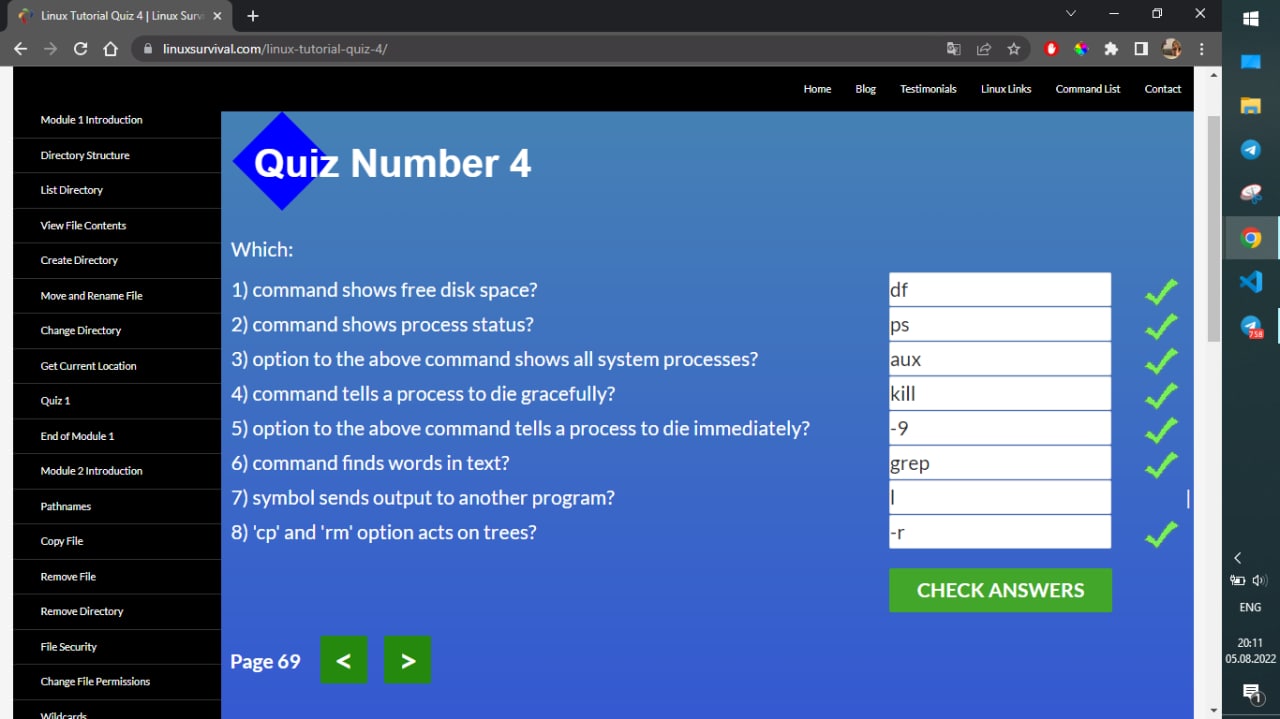 Linux Tutorial Quiz 4 | Linux Surv
linuxsurvival.com/linux-tutorial-quiz-4/
Home Blog Testimonials Linux Links Command List Contact
Module 1 Introduction
Directory Structure
List Directory
View File Contents
Create Directory
Move and Rename File
Change Directory
Get Current Location
Quiz 1
End of Module 1
Module 2 Introduction
Pathnames
Copy File
Remove File
Remove Directory
File Security
Change File Permissions
Wildcards
Quiz Number 4
Which:
1) command shows free disk space? df
2) command shows process status? ps
3) option to the above command shows all system processes? aux
4) command tells a process to die gracefully? kill
5) option to the above command tells a process to die immediately? -9
6) command finds words in text? grep
7) symbol sends output to another program? l |
8) 'cp' and 'rm' option acts on trees? -r
CHECK ANSWERS
Page 69 < >
758
ENG
20:11
05.08.2022
1